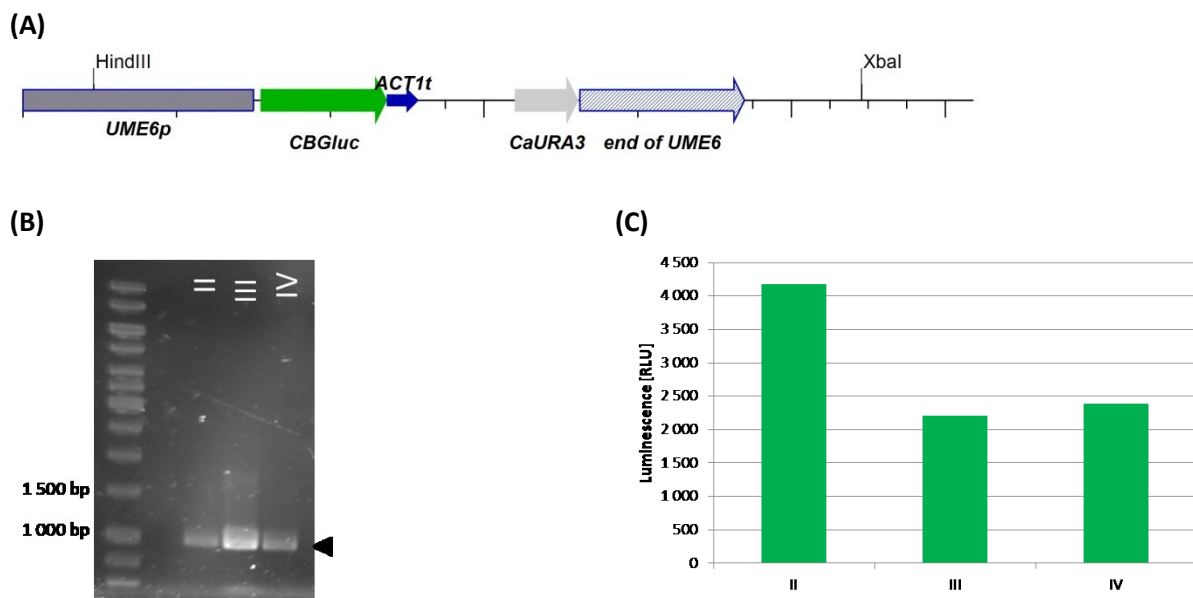 (A)
HindIII
XbaI
ACT1t
UME6p
CBGluc
CaURA3
end of UME6
(B)
II
III
IV
1 500 bp
1 000 bp
(C)
Luminescence [RLU]
4 500
4 000
3 500
3 000
2 500
2 000
1 500
1 000
500
0
II
III
IV